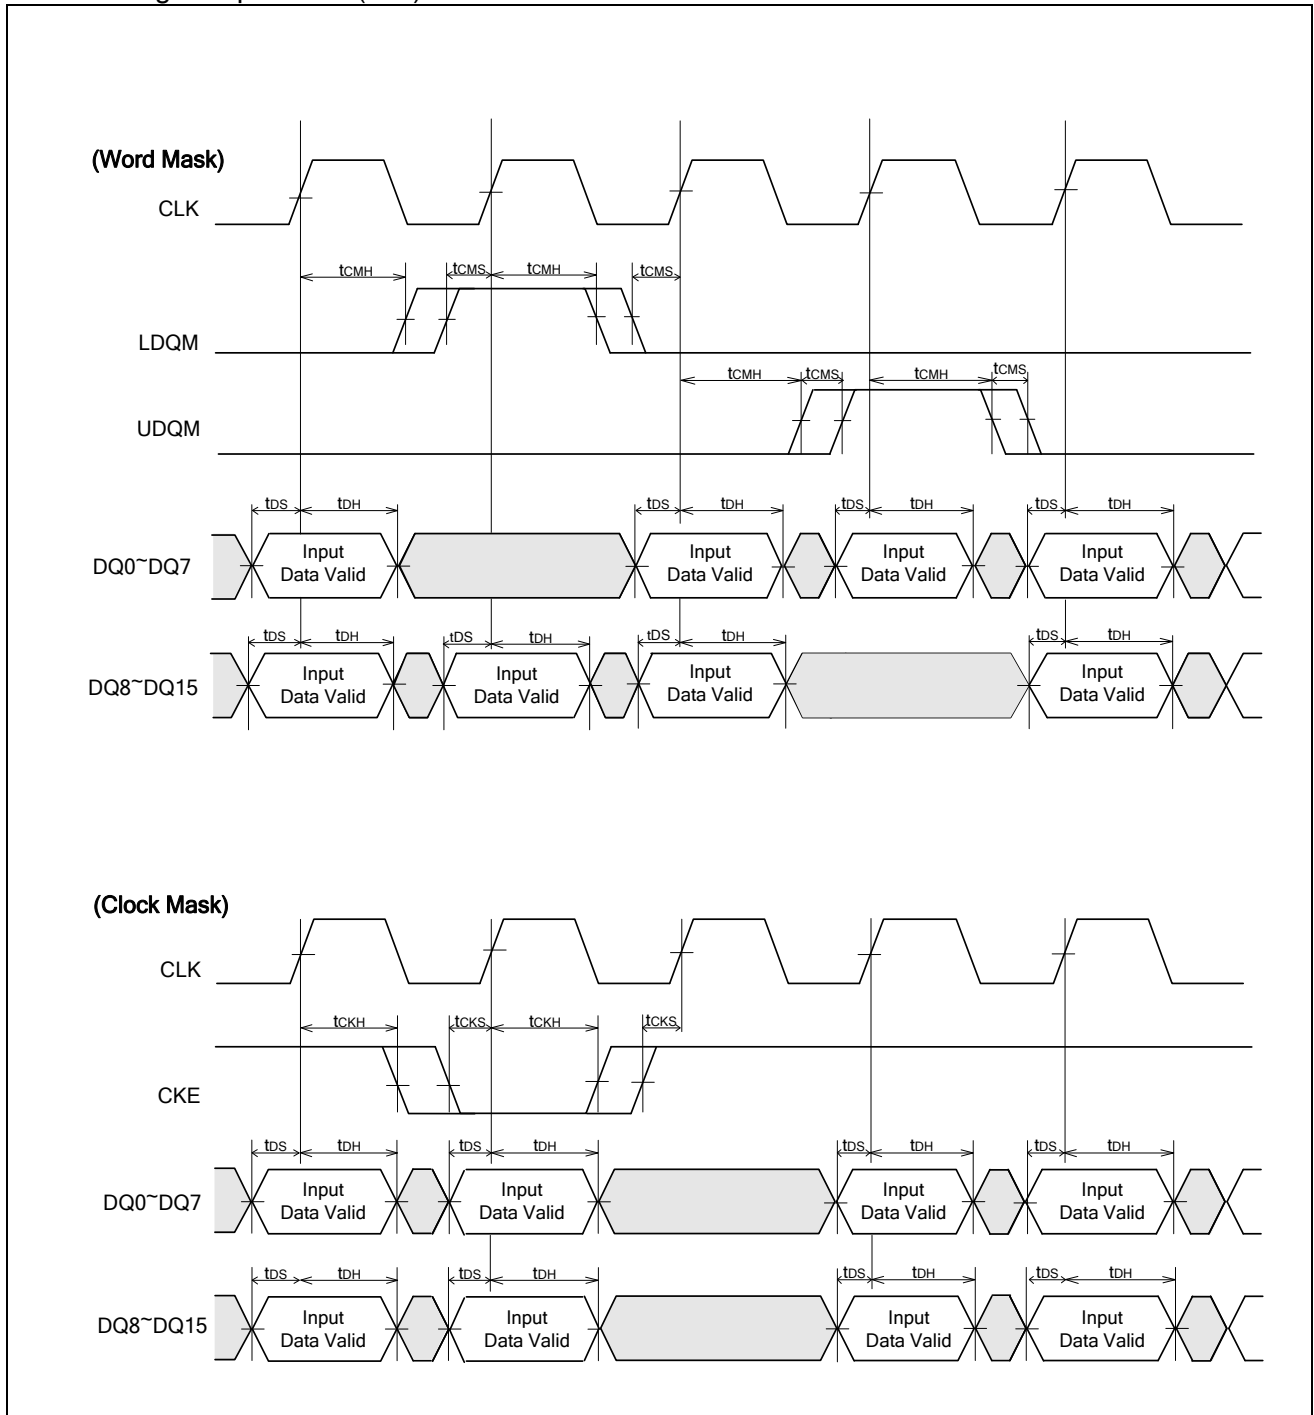 (Word Mask)
CLK
tCMH tCMS tCMH tCMS
LDQM
tCMH tCMS tCMH tCMS
UDQM
tDS tDH tDS tDH tDS tDH tDS tDH
DQ0~DQ7
Input Data Valid
Input Data Valid
Input Data Valid
Input Data Valid
tDS tDH tDS tDH tDS tDH tDS tDH
DQ8~DQ15
Input Data Valid
Input Data Valid
Input Data Valid
Input Data Valid
(Clock Mask)
CLK
tCKH tCKS tCKH tCKS
CKE
tDS tDH tDS tDH tDS tDH tDS tDH
DQ0~DQ7
Input Data Valid
Input Data Valid
Input Data Valid
Input Data Valid
tDS tDH tDS tDH tDS tDH tDS tDH
DQ8~DQ15
Input Data Valid
Input Data Valid
Input Data Valid
Input Data Valid